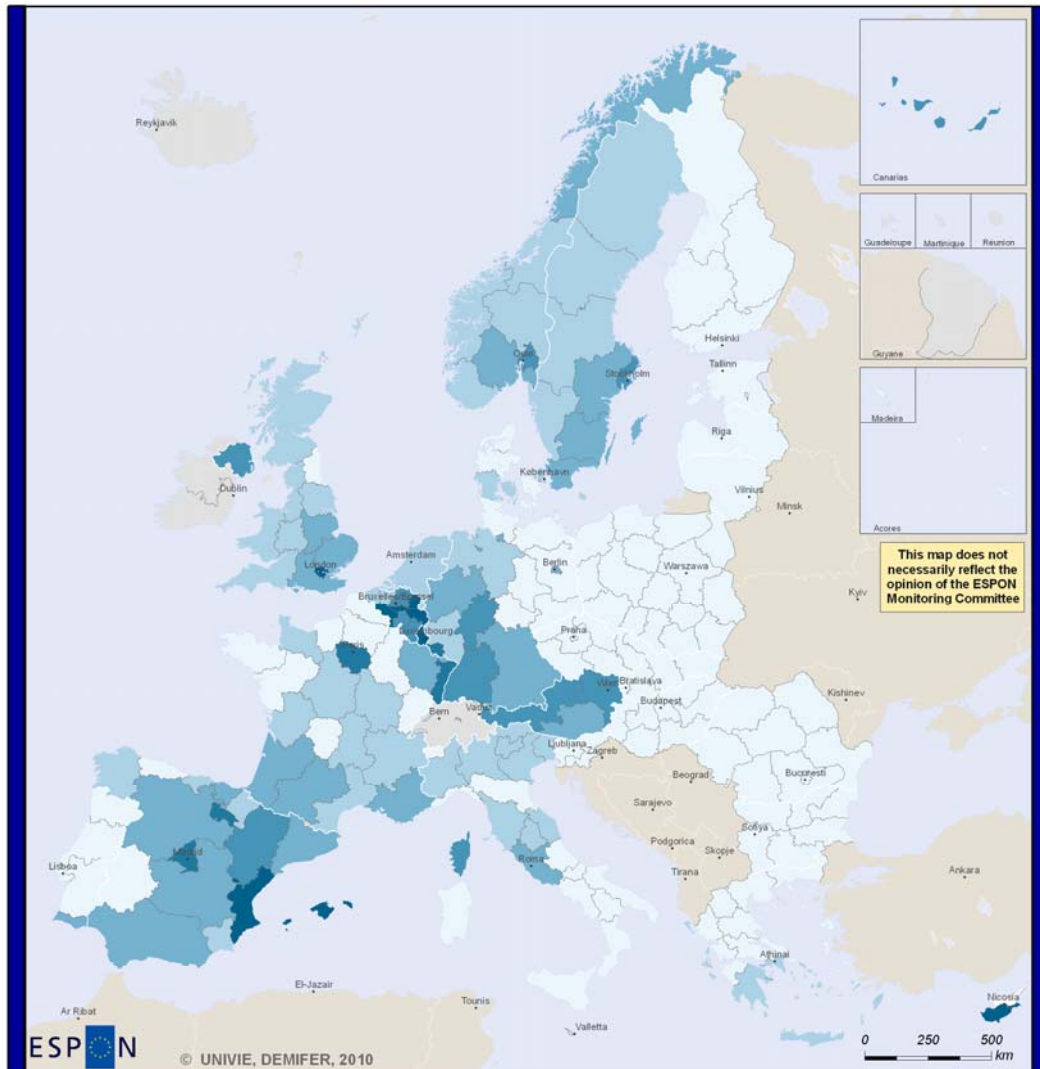 Reykjavik
Canarias
Guadeloupe
Martinique
Reunion
Guyane
Madeira
Acores
This map does not
necessarily reflect the
opinion of the ESPON
Monitoring Committee
Helsinki
Tallinn
Oslo
Stockholm
Riga
København
Vilnius
Minsk
Dublin
Amsterdam
Berlin
Warszawa
London
Kyiv
Luxembourg
Praha
Paris
Wien
Bratislava
Kishinev
Budapest
Bern
Vaduz
Ljubljana
Zagreb
Beograd
Bucuresti
Sarajevo
Podgorica
Sofiya
Skopje
Roma
Tirana
Ankara
Madrid
Lisboa
Athinai
El-Jazair
Tounis
Nicosia
Ar Ribat
Valletta
0 250 500
km
ESPON
© UNIVIE, DEMIFER, 2010